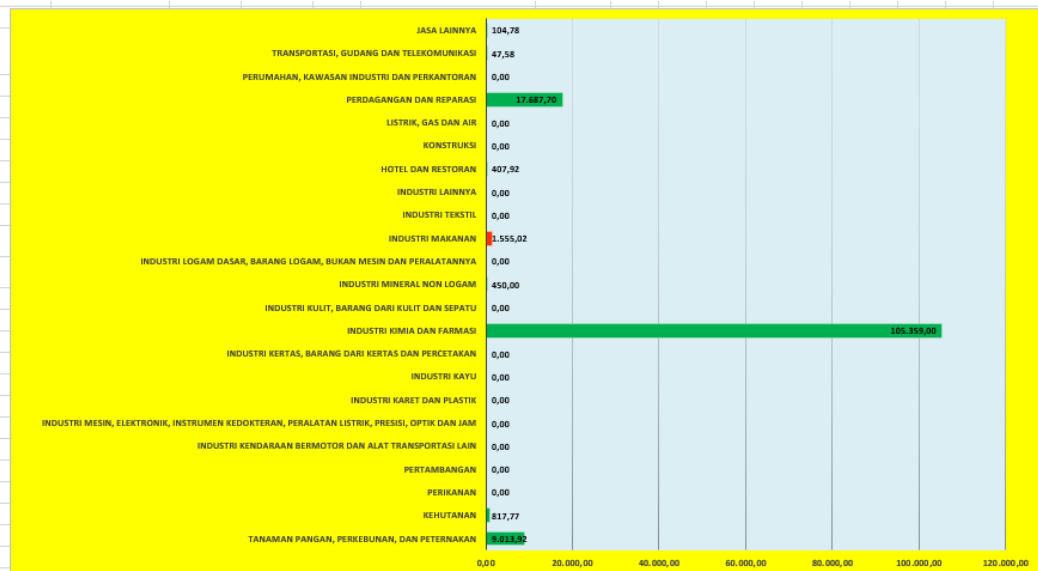 JASA LAINNYA 104,78
TRANSPORTASI, GUDANG DAN TELEKOMUNIKASI 47,58
PERUMAHAN, KAWASAN INDUSTRI DAN PERKANTORAN 0,00
PERDAGANGAN DAN REPARASI 17.687,70
LISTRIK, GAS DAN AIR 0,00
KONSTRUKSI 0,00
HOTEL DAN RESTORAN 407,92
INDUSTRI LAINNYA 0,00
INDUSTRI TEKSTIL 0,00
INDUSTRI MAKANAN 1.555,02
INDUSTRI LOGAM DASAR, BARANG LOGAM, BUKAN MESIN DAN PERALATANNYA 0,00
INDUSTRI MINERAL NON LOGAM 450,00
INDUSTRI KULIT, BARANG DARI KULIT DAN SEPATU 0,00
INDUSTRI KIMIA DAN FARMASI 105.359,00
INDUSTRI KERTAS, BARANG DARI KERTAS DAN PERCETAKAN 0,00
INDUSTRI KAYU 0,00
INDUSTRI KARET DAN PLASTIK 0,00
INDUSTRI MESIN, ELEKTRONIK, INSTRUMEN KEDOKTERAN, PERALATAN LISTRIK, PRESISI, OPTIK DAN JAM 0,00
INDUSTRI KENDARAAN BERMOTOR DAN ALAT TRANSPORTASI LAIN 0,00
PERTAMBANGAN 0,00
PERIKANAN 0,00
KEHUTANAN 817,77
TANAMAN PANGAN, PERKEBUNAN, DAN PETERNAKAN 9.013,92
0,00 20.000,00 40.000,00 60.000,00 80.000,00 100.000,00 120.000,00